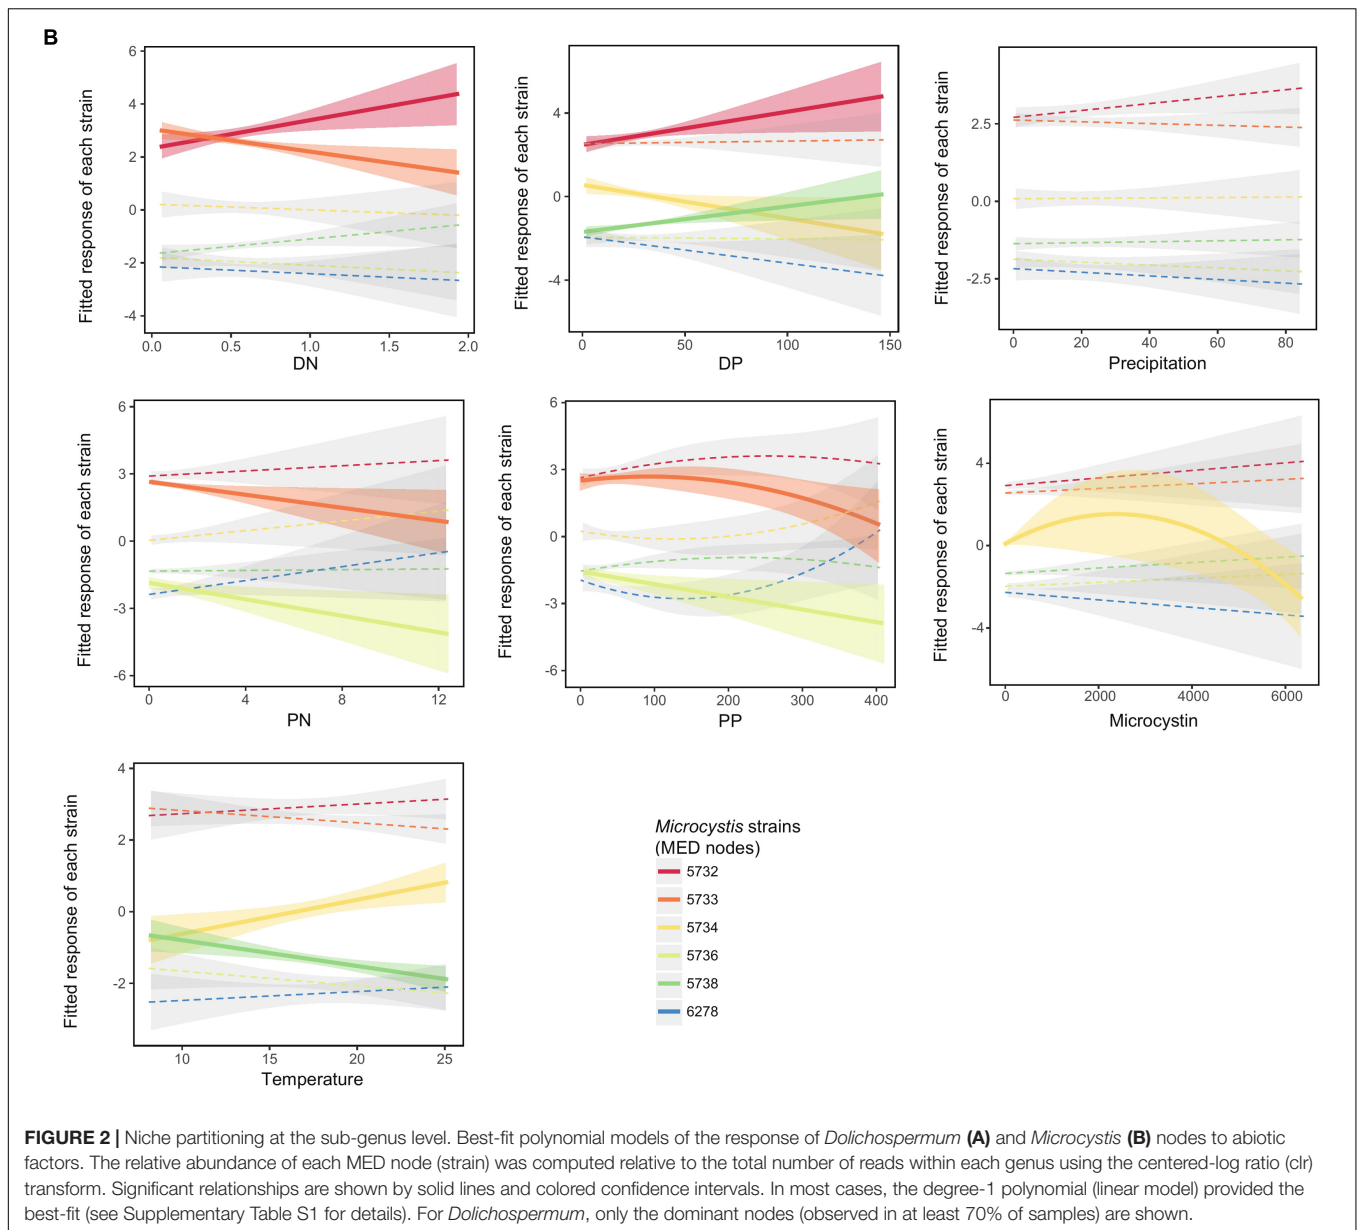 B
6
4
2
0
-2
-4
0.0 0.5 1.0 1.5 2.0
DN
Fitted response of each strain
4
0
-4
0 50 100 150
DP
Fitted response of each strain
2.5
0.0
-2.5
0 20 40 60 80
Precipitation
Fitted response of each strain
6
3
0
-3
-6
0 4 8 12
PN
Fitted response of each strain
6
3
0
-3
-6
0 100 200 300 400
PP
Fitted response of each strain
4
0
-4
0 2000 4000 6000
Microcystin
Fitted response of each strain
4
2
0
-2
10 15 20 25
Temperature
Fitted response of each strain
Microcystis strains
(MED nodes)
5732
5733
5734
5736
5738
6278
FIGURE 2 | Niche partitioning at the sub-genus level. Best-fit polynomial models of the response of Dolichospermum (A) and Microcystis (B) nodes to abiotic
factors. The relative abundance of each MED node (strain) was computed relative to the total number of reads within each genus using the centered-log ratio (clr)
transform. Significant relationships are shown by solid lines and colored confidence intervals. In most cases, the degree-1 polynomial (linear model) provided the
best-fit (see Supplementary Table S1 for details). For Dolichospermum, only the dominant nodes (observed in at least 70% of samples) are shown.